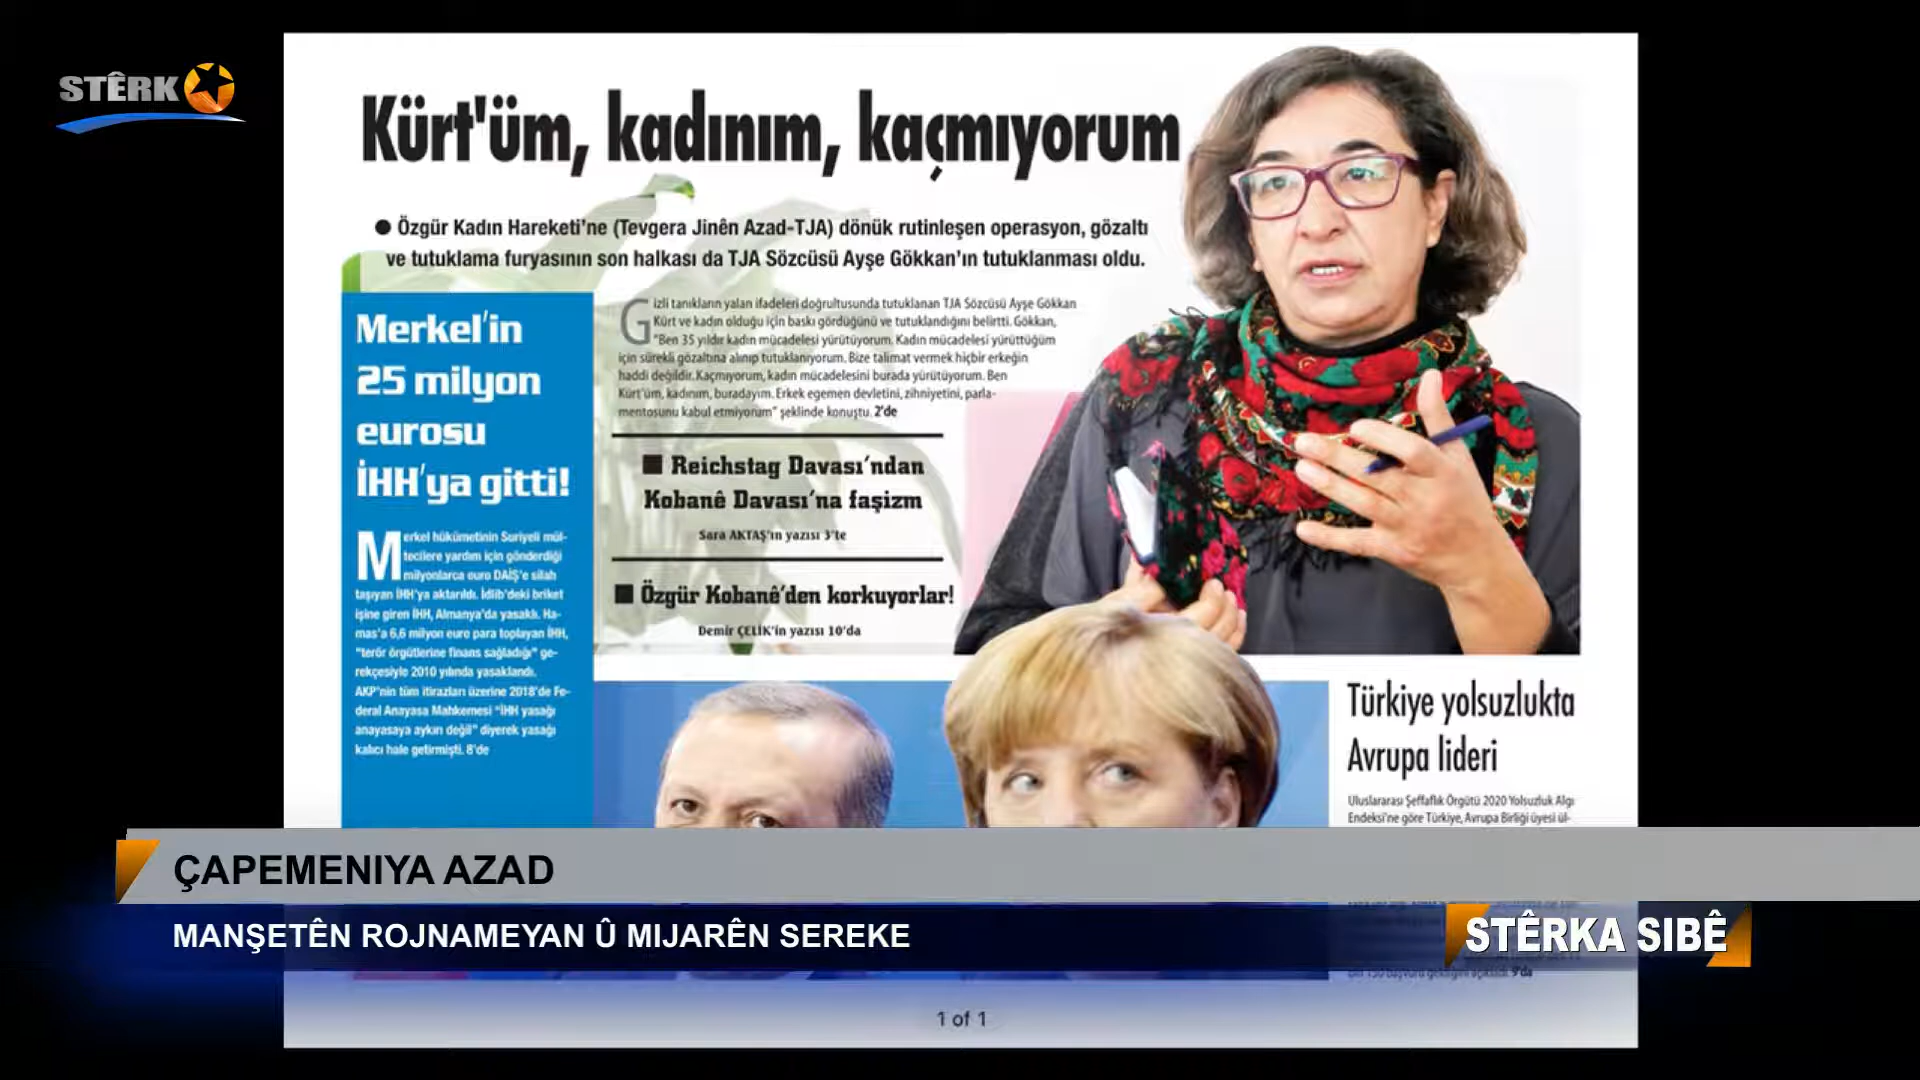 STÊRK
Kürt'üm, kadınım, kaçmıyorum
● Özgür Kadın Hareketi'ne (Tevgera Jinên Azad-TJA) dönük rutinleşen operasyon, gözaltı
ve tutuklama furyasının son halkası da TJA Sözcüsü Ayşe Gökkan'ın tutuklanması oldu.
Gizli tanıkların yalan ifadeleri doğrultusunda tutuklanan TJA Sözcüsü Ayşe Gökkan
Kürt ve kadın olduğu için baskı gördüğünü ve tutuklandığını belirtti. Gökkan,
"Ben 35 yıldır kadın mücadelesi yürütüyorum. Kadın mücadelesi yürüttüğüm
için sürekli gözaltına alınıp tutuklanıyorum. Bize talimat vermek hiçbir erkeğin
haddi değildir. Kaçmıyorum, kadın mücadelesini burada yürütüyorum. Ben
Kürt'üm, kadınım, buradayım. Erkek egemen devletini, zihniyetini, parla-
mentosunu kabul etmiyorum" şeklinde konuştu. 2'de
Merkel'in
25 milyon
eurosu
İHH'ya gitti!
Merkel hükümetinin Suriyeli mül-
tecilere yardım için gönderdiği
milyonlarca euro DAİŞ'e silah
taşıyan İHH'ya aktarıldı. İdlib'deki briket
işine giren İHH, Almanya'da yasaklı. Ha-
mas'a 6,6 milyon euro para toplayan İHH,
"terör örgütlerine finans sağladığı" ge-
rekçesiyle 2010 yılında yasaklandı.
AKP'nin tüm itirazları üzerine 2018'de Fe-
deral Anayasa Mahkemesi "İHH yasağı
anayasaya aykırı değil" diyerek yasağı
kalıcı hale getirmişti. 8'de
■ Reichstag Davası'ndan
Kobanê Davası'na faşizm
Sara AKTAŞ'ın yazısı 3'te
■ Özgür Kobanê'den korkuyorlar!
Demir ÇELİK'in yazısı 10'da
Türkiye yolsuzlukta
Avrupa lideri
Uluslararası Şeffaflık Örgütü 2020 Yolsuzluk Algı
Endeksi'ne göre Türkiye, Avrupa Birliği üyesi ül-
ÇAPEMENIYA AZAD
MANŞETÊN ROJNAMEYAN Û MIJARÊN SEREKE
STÊRKA SIBÊ
9'da
1 of 1